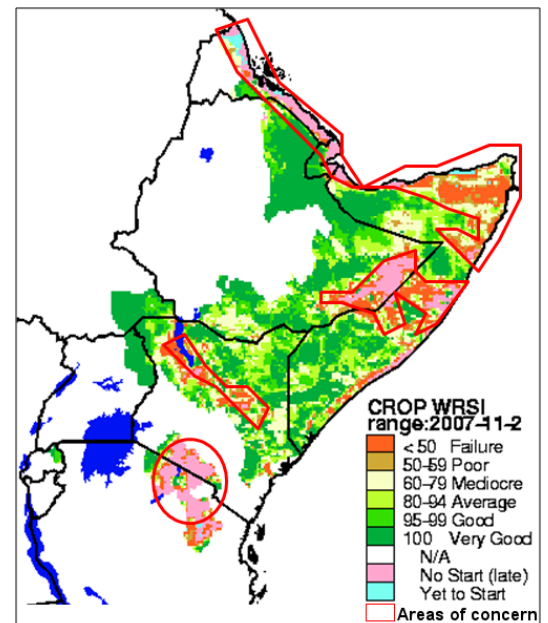 CROP WRSI
range:2007-11-2
<50 Failure
50-59 Poor
60-79 Mediocre
80-94 Average
95-99 Good
100 Very Good
N/A
No Start (late)
Yet to Start
Areas of concern